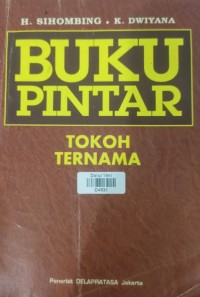 H. SIHOMBING . K. DWIYANA
BUKU
PINTAR
TOKOH
TERNAMA
Penerbit DELAPRATASA Jakarta